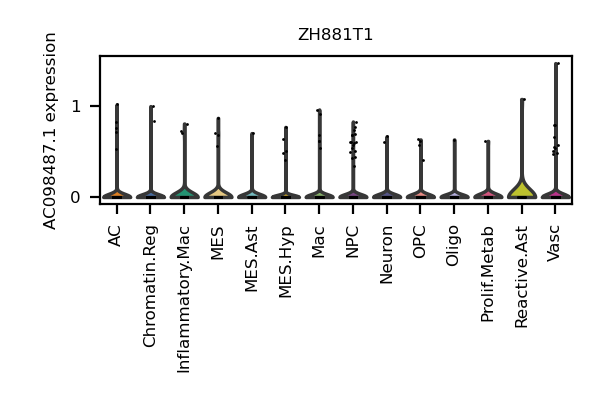 ZH881T1
AC098487.1 expression
1
0
AC
Chromatin.Reg
Inflammatory.Mac
MES
MES.Ast
MES.Hyp
Mac
NPC
Neuron
OPC
Oligo
Prolif.Metab
Reactive.Ast
Vasc